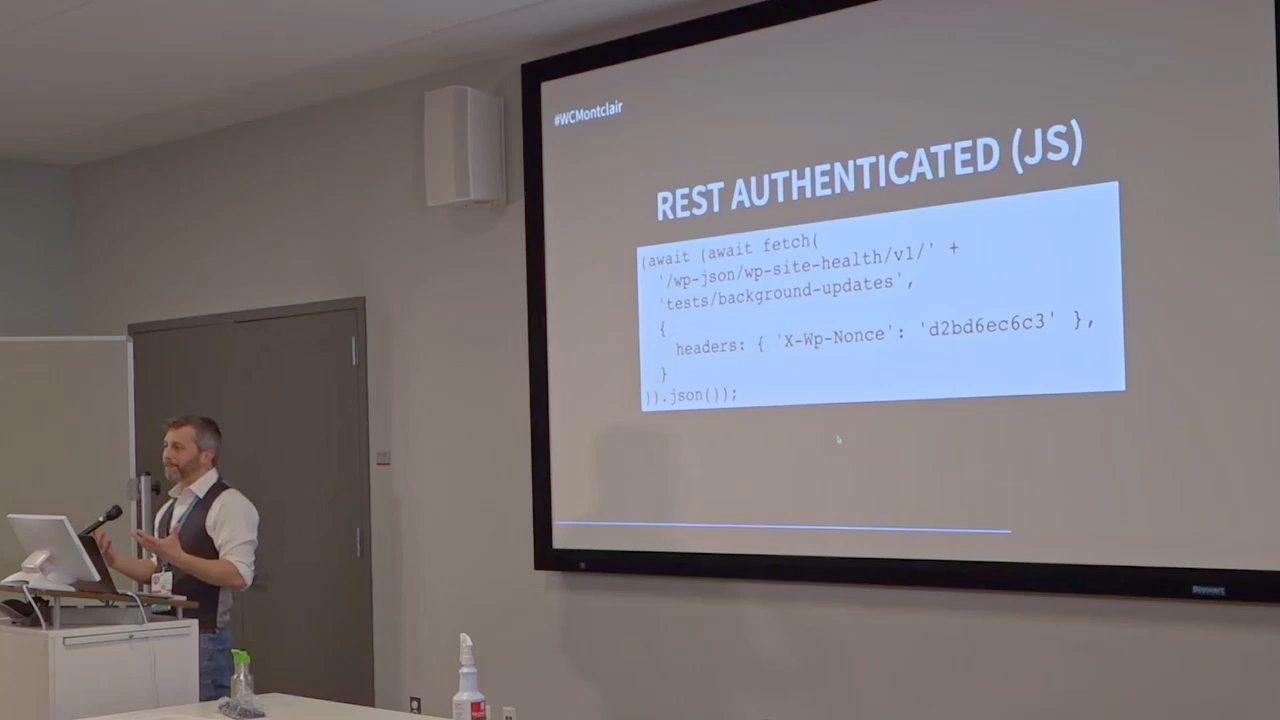 #WCMontclair
REST AUTHENTICATED (JS)
(await (await fetch(
'/wp-json/wp-site-health/v1/' +
'tests/background-updates',
{
headers: { 'X-Wp-Nonce': 'd2bd6ec6c3' },
}
)).json());
Stewart